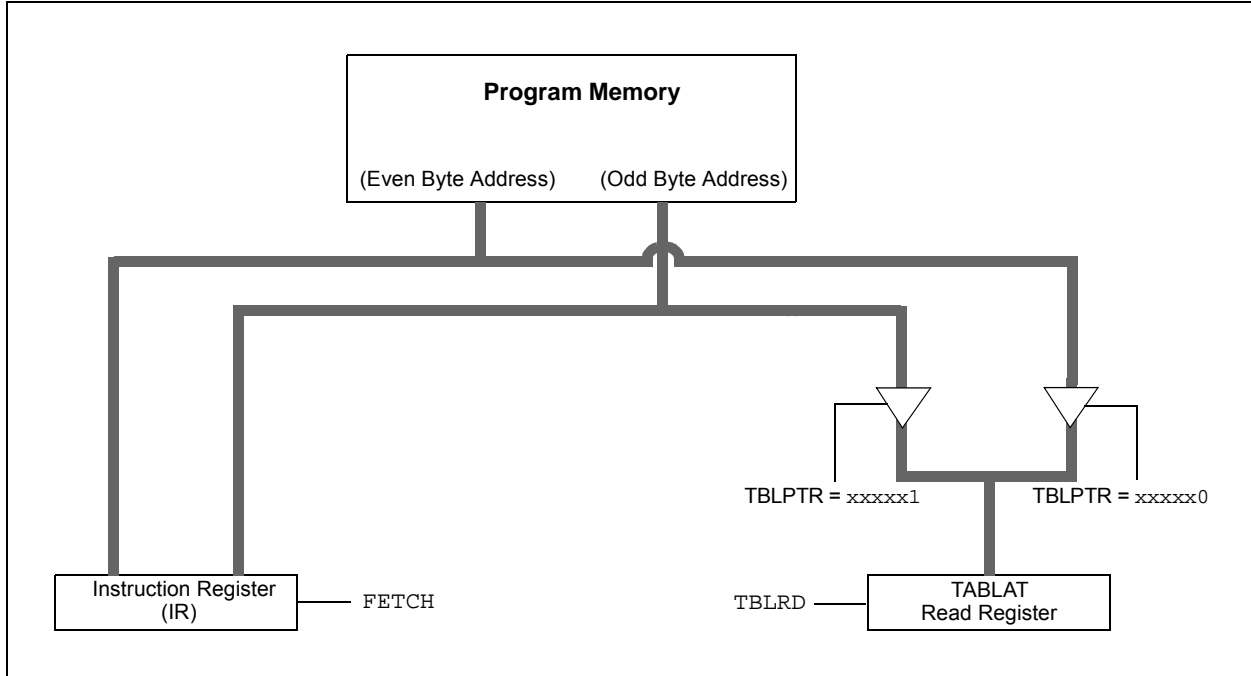 Program Memory
(Even Byte Address)
(Odd Byte Address)
TBLPTR = xxxxx1
TBLPTR = xxxxx0
Instruction Register
(IR)
FETCH
TBLRD
TABLAT
Read Register